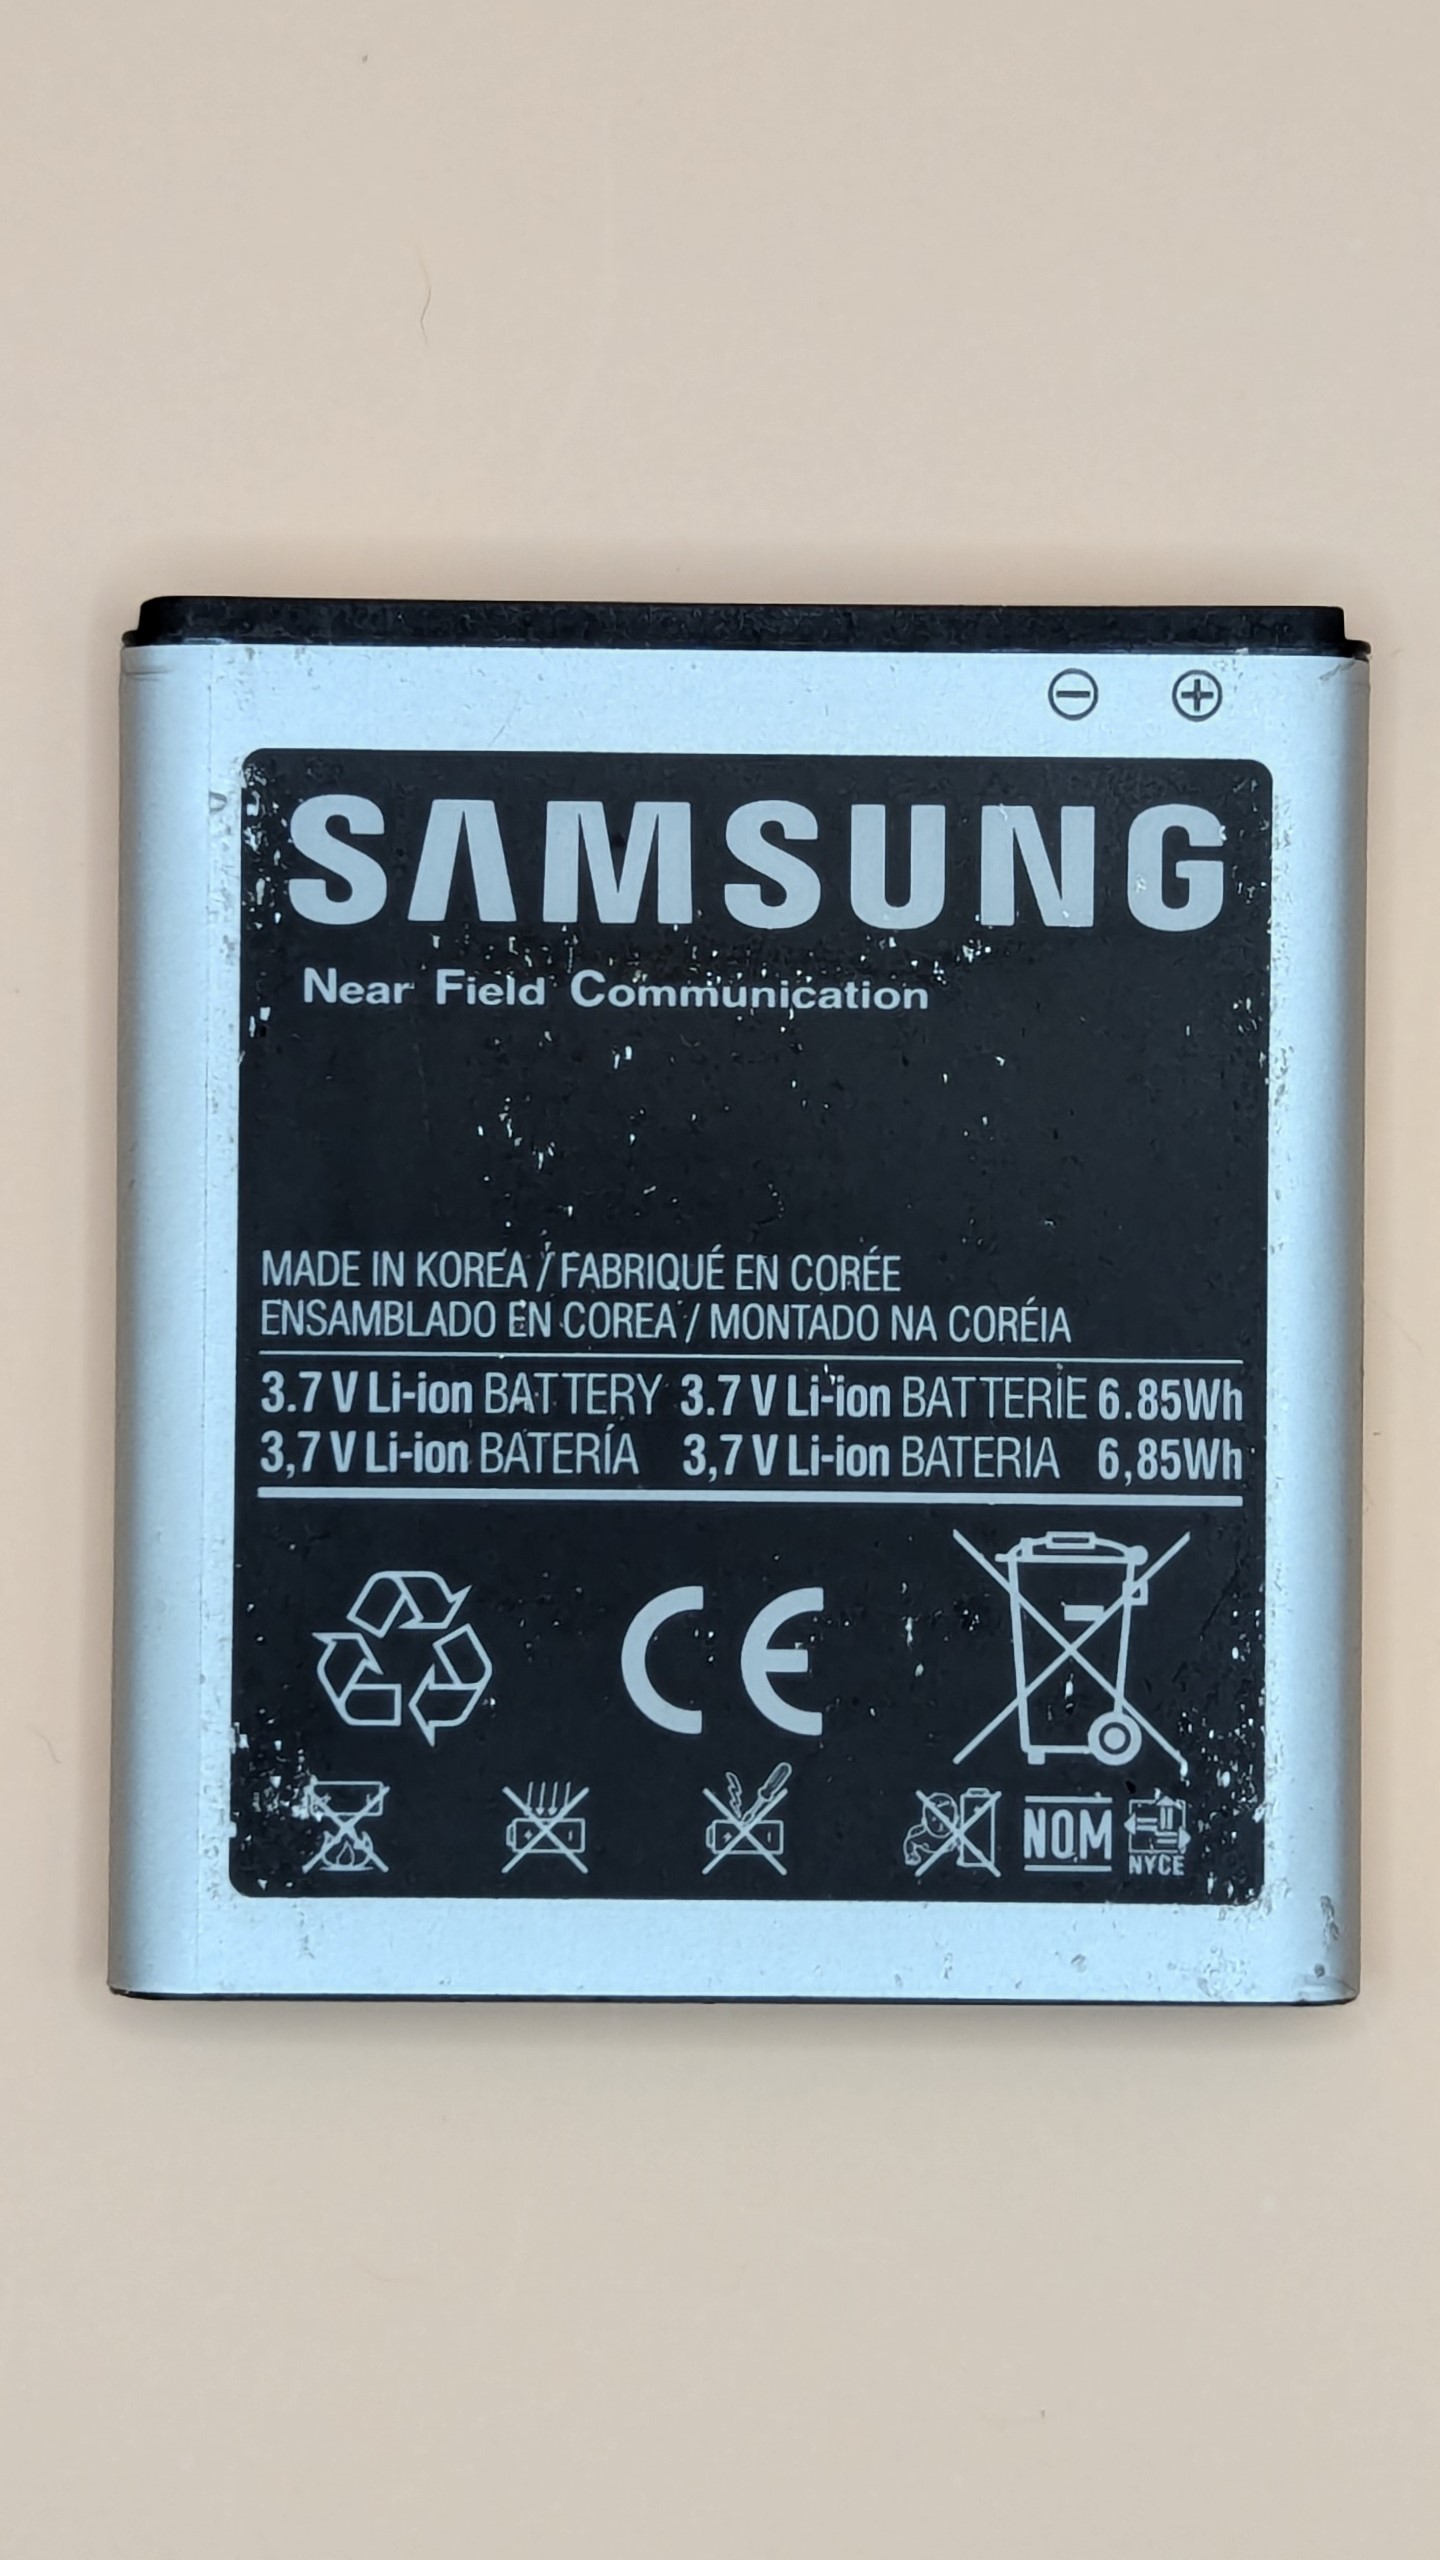 ⊖ ⊕
SAMSUNG
Near Field Communication
MADE IN KOREA / FABRIQUÉ EN CORÉE
ENSAMBLADO EN COREA / MONTADO NA CORÉIA
3.7 V Li-ion BATTERY 3.7 V Li-ion BATTERIE 6.85Wh
3,7 V Li-ion BATERÍA 3,7 V Li-ion BATERIA 6,85Wh
CE
NOM NYCE